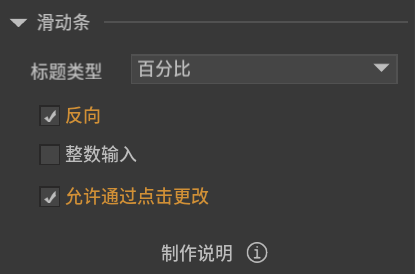 滑动条
标题类型 百分比
反向
整数输入
允许通过点击更改
制作说明